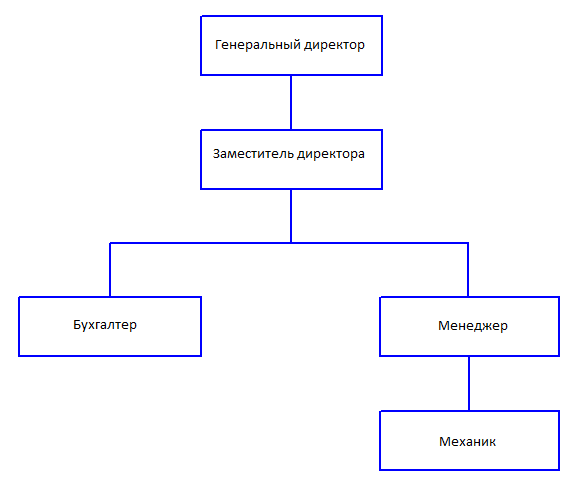 Генеральный директор
Заместитель директора
Бухгалтер
Менеджер
Механик